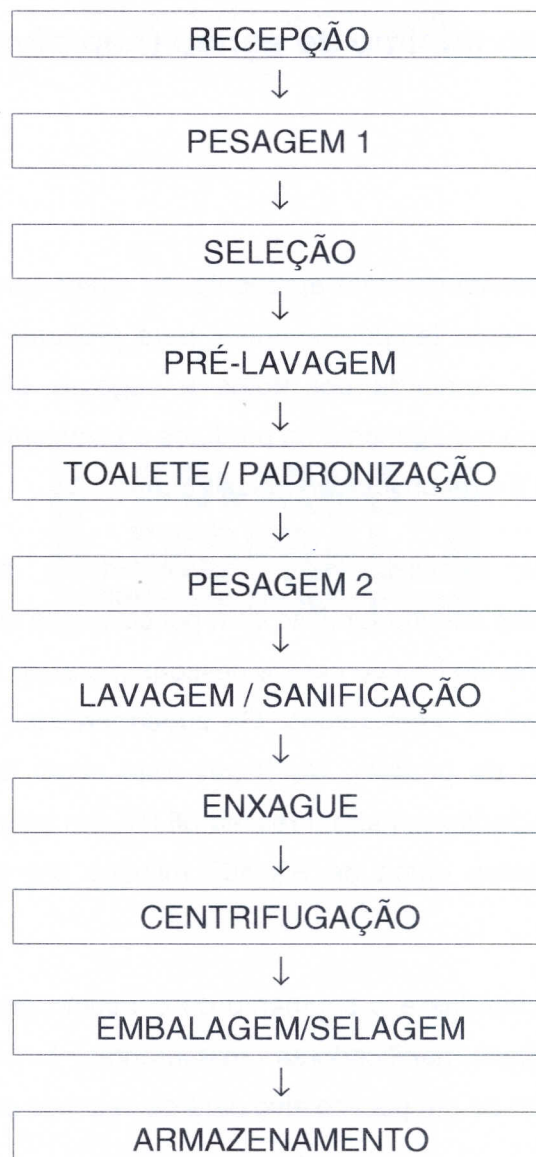 RECEPÇÃO
↓
PESAGEM 1
↓
SELEÇÃO
↓
PRÉ-LAVAGEM
↓
TOALETE / PADRONIZAÇÃO
↓
PESAGEM 2
↓
LAVAGEM / SANIFICAÇÃO
↓
ENXAGUE
↓
CENTRIFUGAÇÃO
↓
EMBALAGEM/SELAGEM
↓
ARMAZENAMENTO